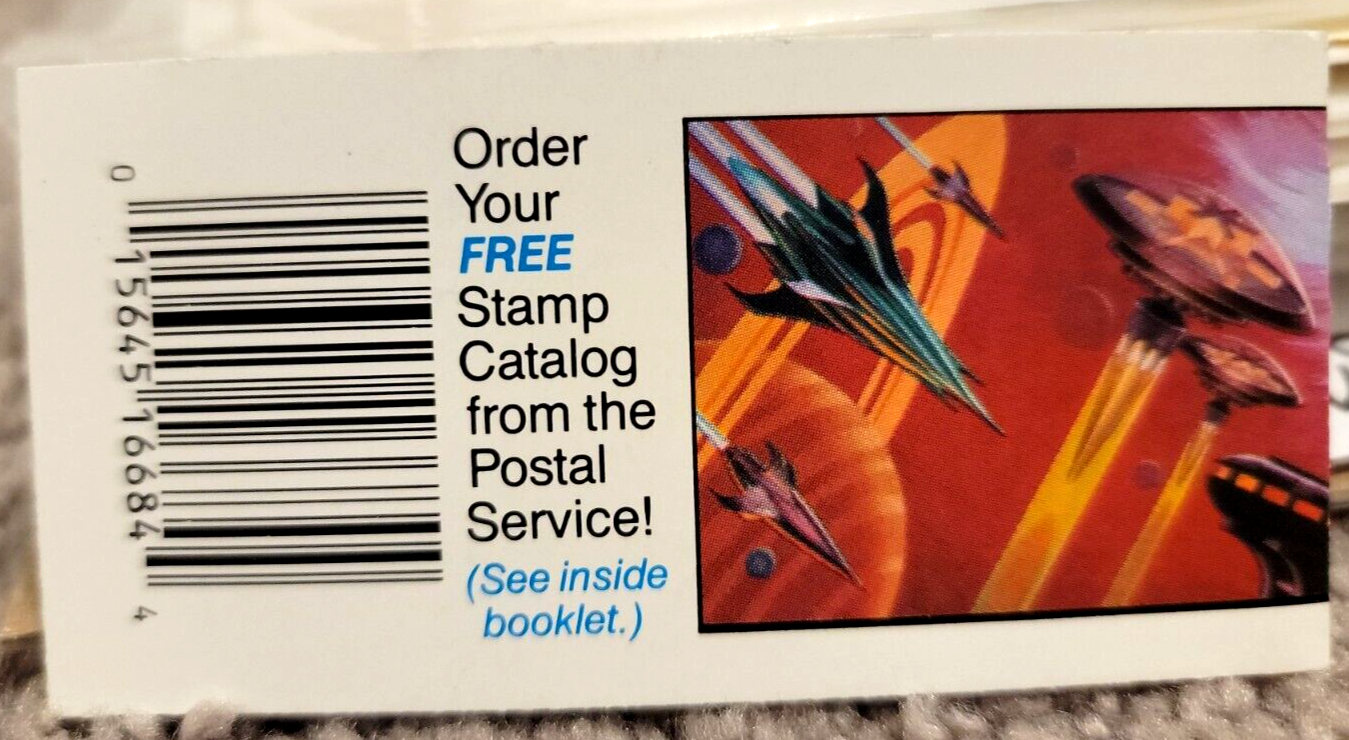 0 15645 16684 4
Order
Your
FREE
Stamp
Catalog
from the
Postal
Service!
(See inside
booklet.)